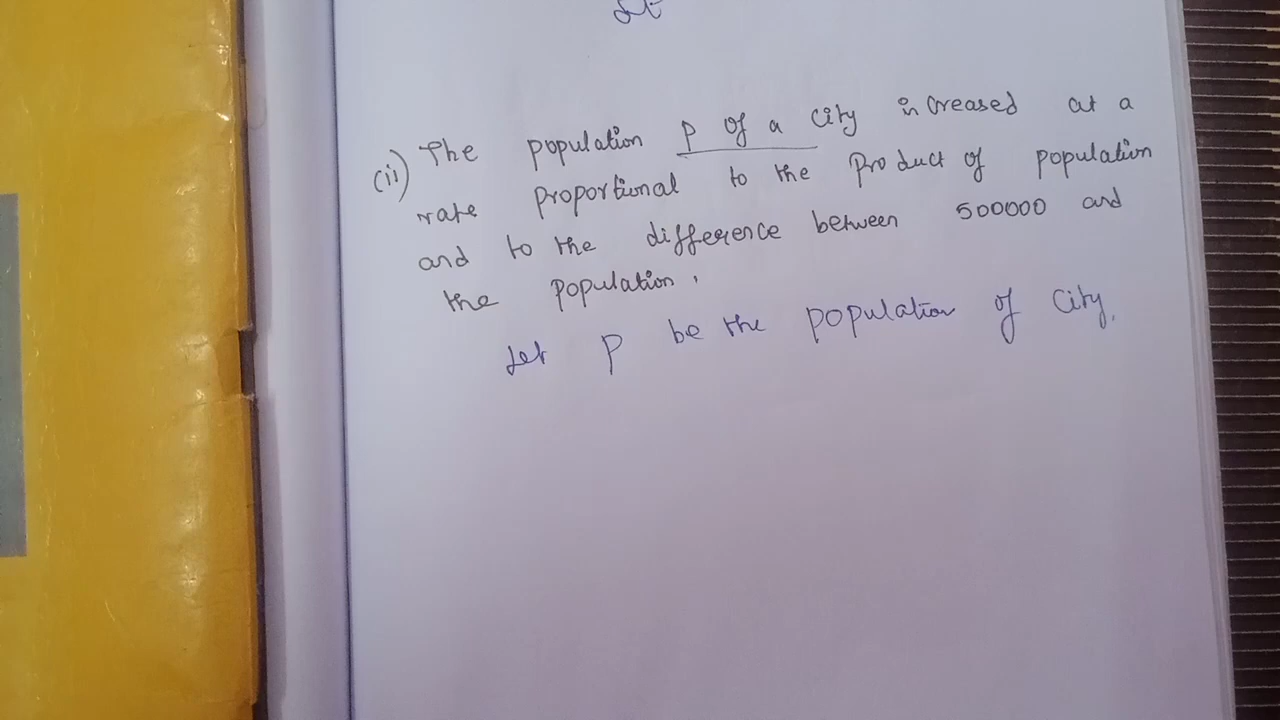 (ii) The population P of a city increased at a
rate proportional to the product of population
and to the difference between 500000 and
the population.
Let P be the population of city.